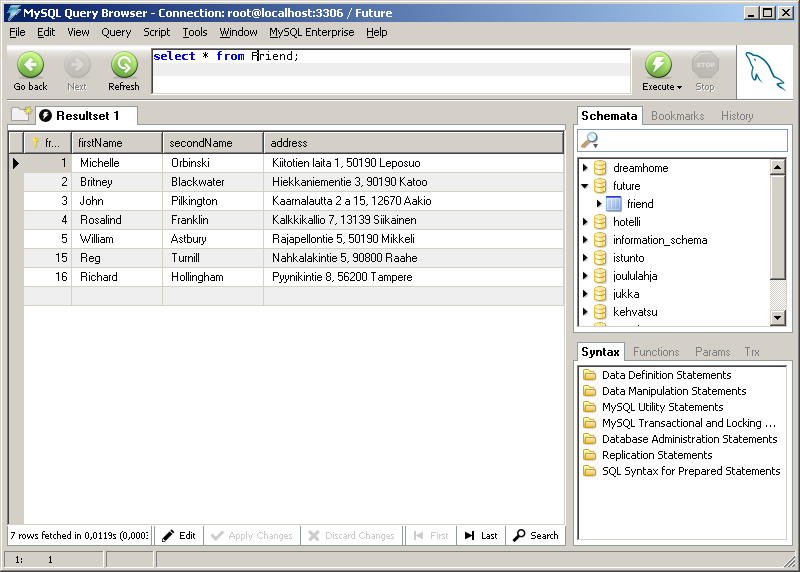 MySQL Query Browser - Connection: root@localhost:3306 / Future
File Edit View Query Script Tools Window MySQL Enterprise Help
select * from Friend;
Go back Next Refresh Execute Stop
Resultset 1
Schemata Bookmarks History
fr... firstName secondName address
1 Michelle Orbinski Kiitotien laita 1, 50190 Leposuo
2 Britney Blackwater Hiekkaniementie 3, 90190 Katoo
3 John Pilkington Kaarnalautta 2 a 15, 12670 Aakio
4 Rosalind Franklin Kalkkikallio 7, 13139 Siikainen
5 William Astbury Rajapellontie 5, 50190 Mikkeli
15 Reg Turnill Nahkalakintie 5, 90800 Raahe
16 Richard Hollingham Pyynikintie 8, 56200 Tampere
dreamhome
future
friend
hotelli
information_schema
istunto
joululahja
jukka
kehvatsu
Syntax Functions Params Trx
Data Definition Statements
Data Manipulation Statements
MySQL Utility Statements
MySQL Transactional and Locking ...
Database Administration Statements
Replication Statements
SQL Syntax for Prepared Statements
7 rows fetched in 0,0119s (0,000 Edit Apply Changes Discard Changes First Last Search
1: 1